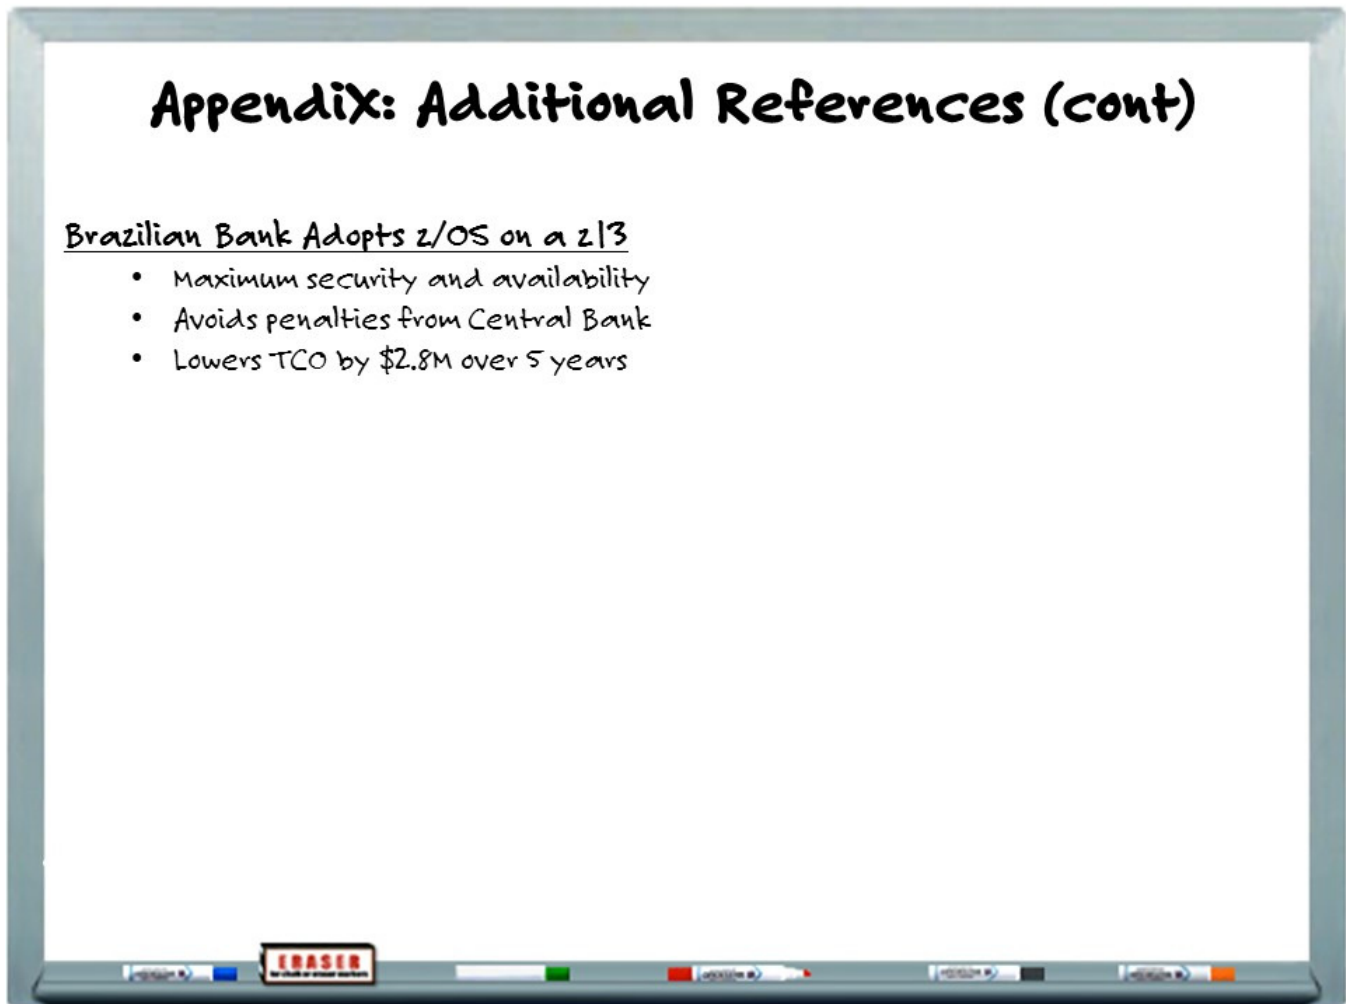 Appendix: Additional References (cont)
Brazilian Bank Adopts z/OS on a z13
• Maximum security and availability
• Avoids penalties from Central Bank
• Lowers TCO by $2.8M over 5 years
ERASER